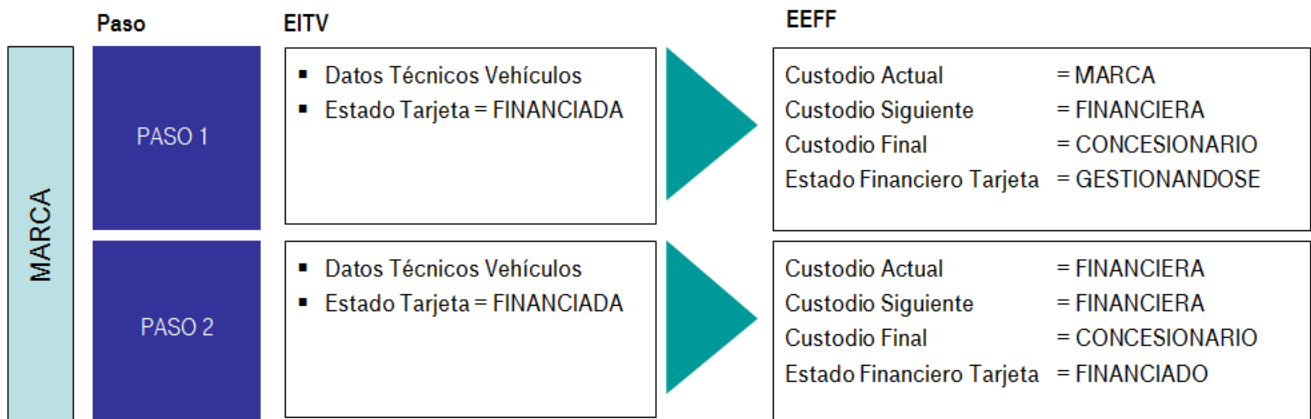 Paso EITV EEFF
MARCA
PASO 1
▪ Datos Técnicos Vehículos
▪ Estado Tarjeta = FINANCIADA
Custodio Actual = MARCA
Custodio Siguiente = FINANCIERA
Custodio Final = CONCESIONARIO
Estado Financiero Tarjeta = GESTIONANDOSE
PASO 2
▪ Datos Técnicos Vehículos
▪ Estado Tarjeta = FINANCIADA
Custodio Actual = FINANCIERA
Custodio Siguiente = FINANCIERA
Custodio Final = CONCESIONARIO
Estado Financiero Tarjeta = FINANCIADO